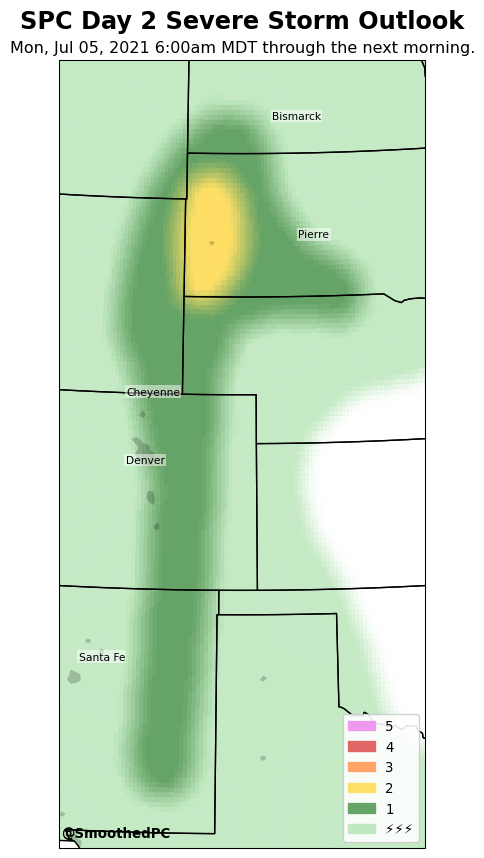 SPC Day 2 Severe Storm Outlook
Mon, Jul 05, 2021 6:00am MDT through the next morning.
Bismarck
Pierre
Cheyenne
Denver
Santa Fe
5
4
3
2
1
⚡⚡⚡
@SmoothedPC